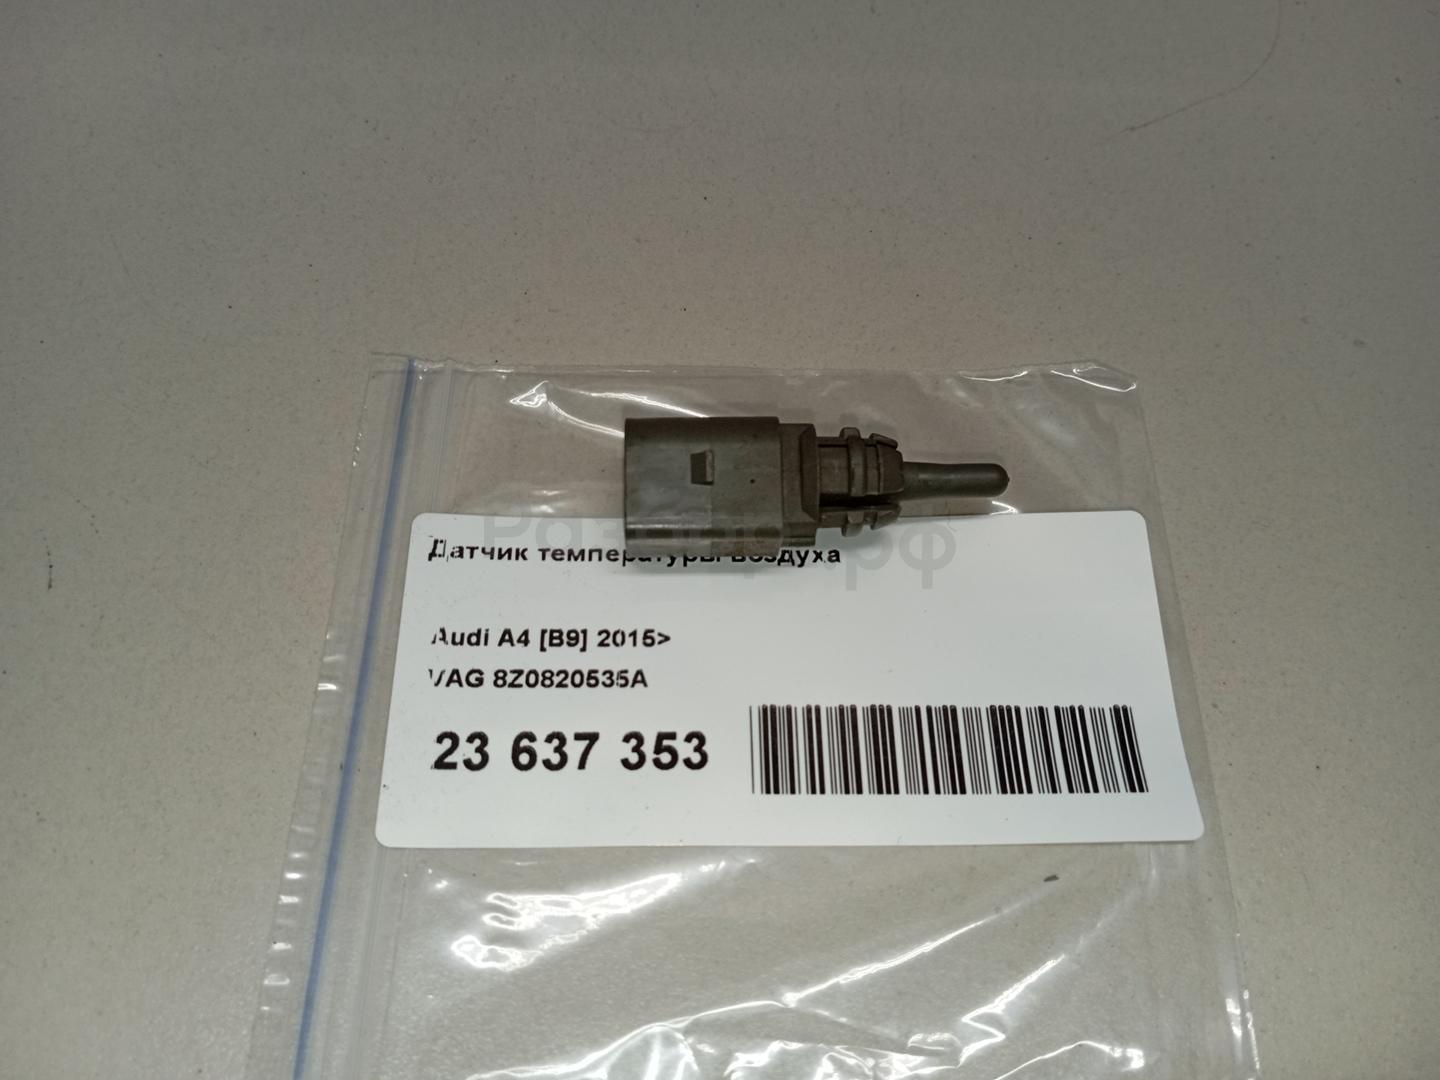 Датчик температуры воздуха
Audi A4 [B9] 2015>
VAG 8Z0820535A
23 637 353